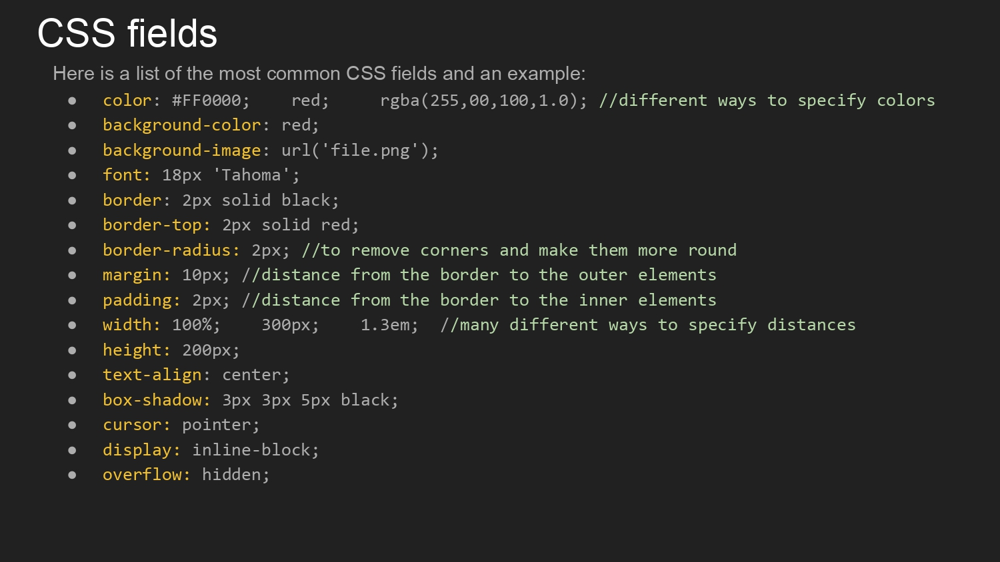 CSS fields
Here is a list of the most common CSS fields and an example:
● color: #FF0000; red; rgba(255,00,100,1.0); //different ways to specify colors
● background-color: red;
● background-image: url('file.png');
● font: 18px 'Tahoma';
● border: 2px solid black;
● border-top: 2px solid red;
● border-radius: 2px; //to remove corners and make them more round
● margin: 10px; //distance from the border to the outer elements
● padding: 2px; //distance from the border to the inner elements
● width: 100%; 300px; 1.3em; //many different ways to specify distances
● height: 200px;
● text-align: center;
● box-shadow: 3px 3px 5px black;
● cursor: pointer;
● display: inline-block;
● overflow: hidden;